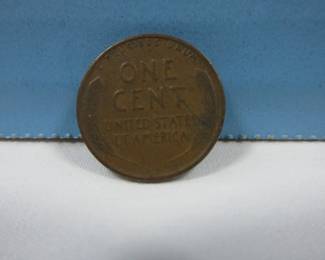 ONE
CENT
UNITED STATES
OF AMERICA